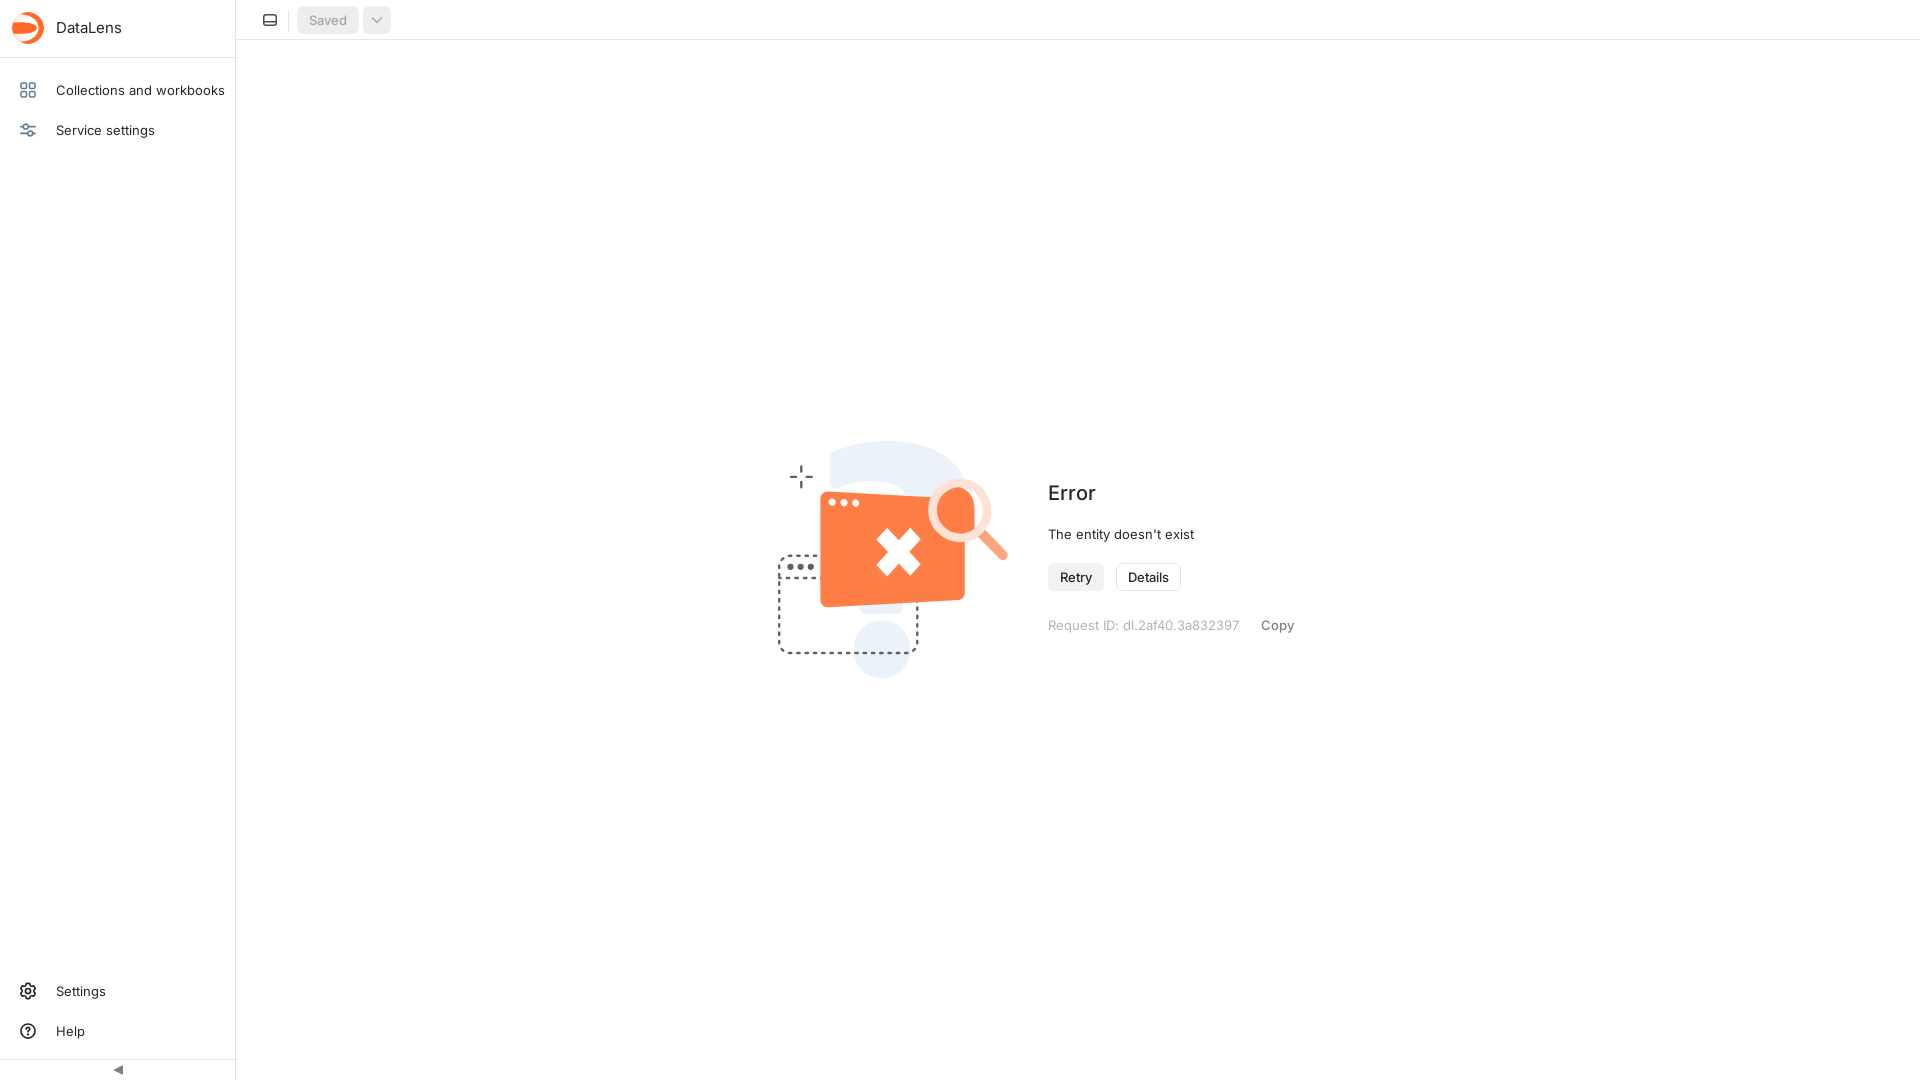 DataLens
Saved
Collections and workbooks
Service settings
Error
The entity doesn't exist
Retry Details
Request ID: dl.2af40.3a832397 Copy
Settings
Help